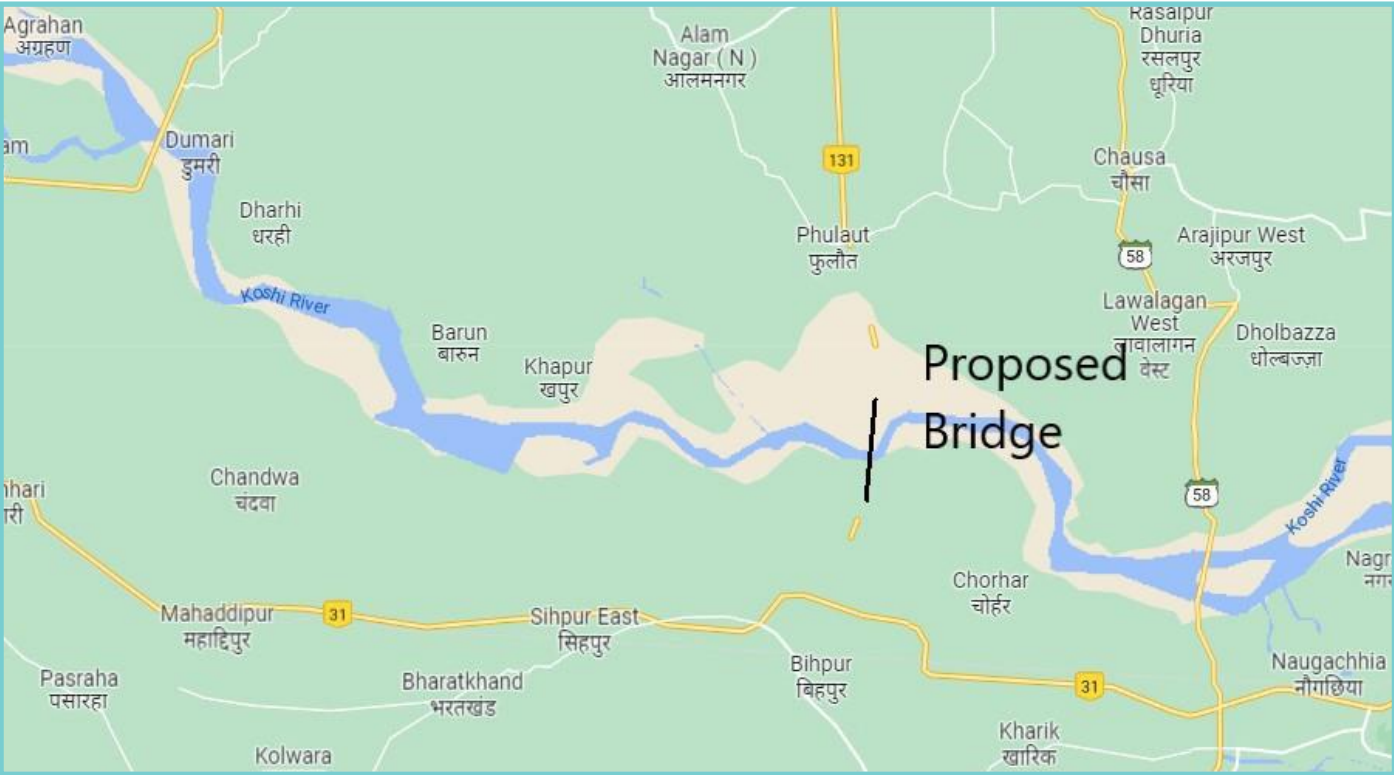 Agrahan
अग्रहण
Alam
Nagar ( N )
आलमनगर
Rasalpur
Dhuria
रसलपुर
धूरिया
am
Dumari
डुमरी
131
Chausa
चौसा
Dharhi
धरही
Phulaut
फुलौत
58
Arajipur West
अरजपुर
Koshi River
Barun
बारुन
Khapur
खपुर
Lawalagan
West
लावालागन
वेस्ट
Dholbazza
धोल्बज्ज़ा
Proposed
Bridge
hhari
री
Chandwa
चंदवा
58
Koshi River
Nagr
नगर
Chorhar
चोर्हर
Mahaddipur
महाद्दिपुर
31
Sihpur East
सिहपुर
Bihpur
बिहपुर
31
Naugachhia
नौगछिया
Pasraha
पसारहा
Bharatkhand
भरतखंड
Kharik
खारिक
Kolwara